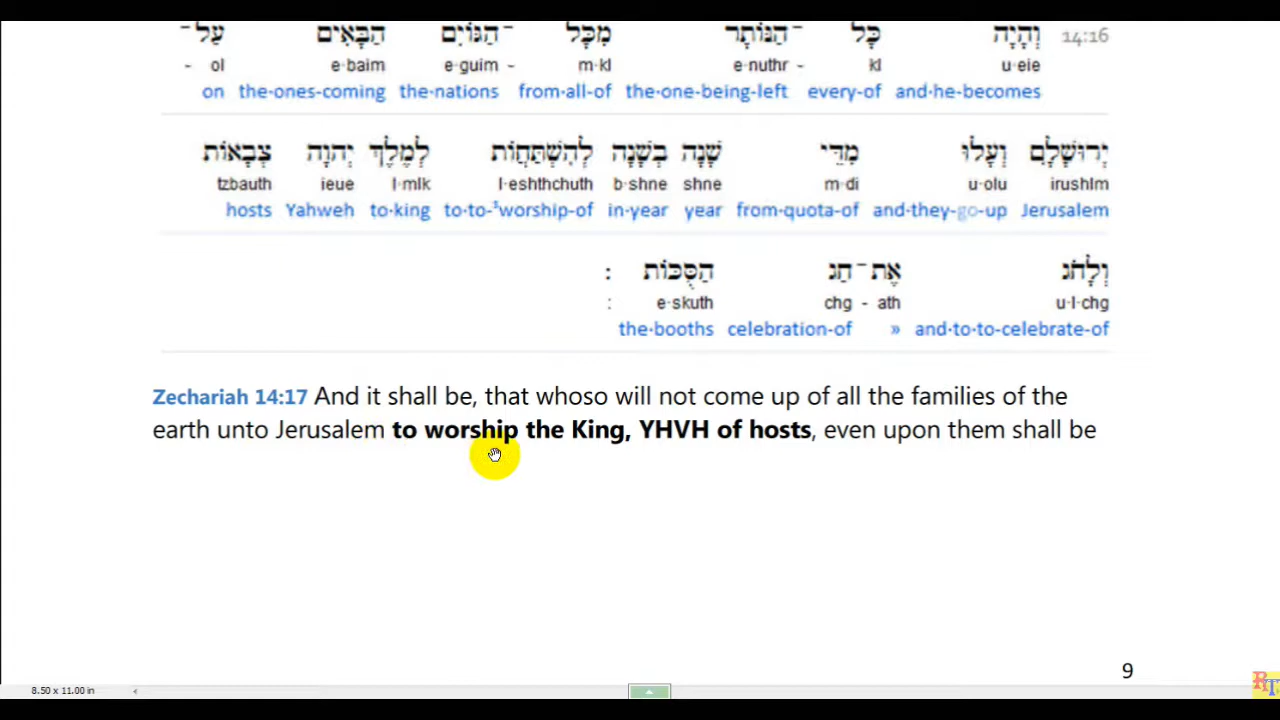 וְהָיָה כָּל ־הַנּוֹתָר מִכָּל ־הַגּוֹיִם הַבָּאִים עַל־ 14:16
- ol e·baim e·guim - m·kl e·nuthr - kl u·eie
on the·ones-coming the·nations from·all-of the·one-being-left every-of and·he-becomes
יְרוּשָׁלָ͏ִם וְעָלוּ מִדֵּי שָׁנָה בְשָׁנָה לְהִשְׁתַּחֲוֺת לְמֶלֶךְ יְהוָה צְבָאוֹת
tzbauth ieue l·mlk l·eshthchuth b·shne shne m·di u·olu irushlm
hosts Yahweh to·king to·to-³worship-of in·year year from·quota-of and·they-go-up Jerusalem
וְלָחֹג אֶת־חַג הַסֻּכּוֹת :
: e·skuth chg - ath u·l·chg
the·booths celebration-of » and·to·to-celebrate-of
Zechariah 14:17 And it shall be, that whoso will not come up of all the families of the
earth unto Jerusalem to worship the King, YHVH of hosts, even upon them shall be
9
8.50 x 11.00 in